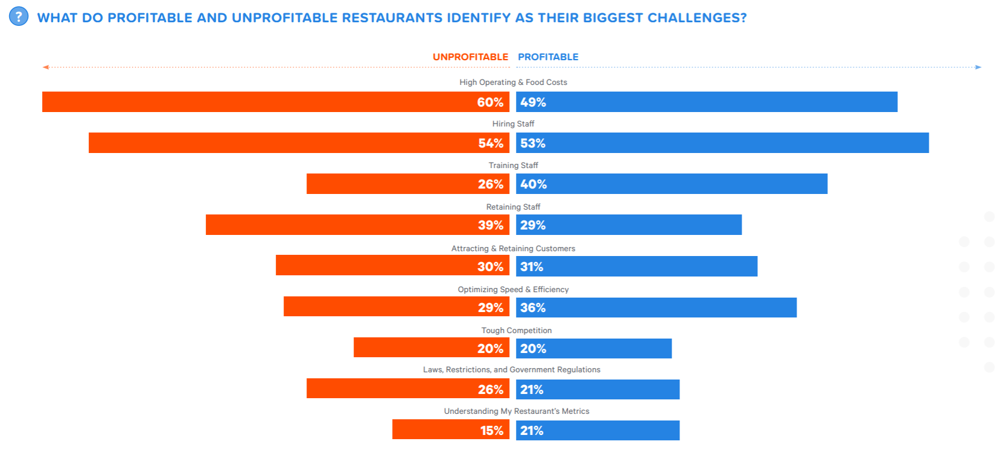 ?
WHAT DO PROFITABLE AND UNPROFITABLE RESTAURANTS IDENTIFY AS THEIR BIGGEST CHALLENGES?
UNPROFITABLE PROFITABLE
High Operating & Food Costs
60% 49%
Hiring Staff
54% 53%
Training Staff
26% 40%
Retaining Staff
39% 29%
Attracting & Retaining Customers
30% 31%
Optimizing Speed & Efficiency
29% 36%
Tough Competition
20% 20%
Laws, Restrictions, and Government Regulations
26% 21%
Understanding My Restaurant's Metrics
15% 21%